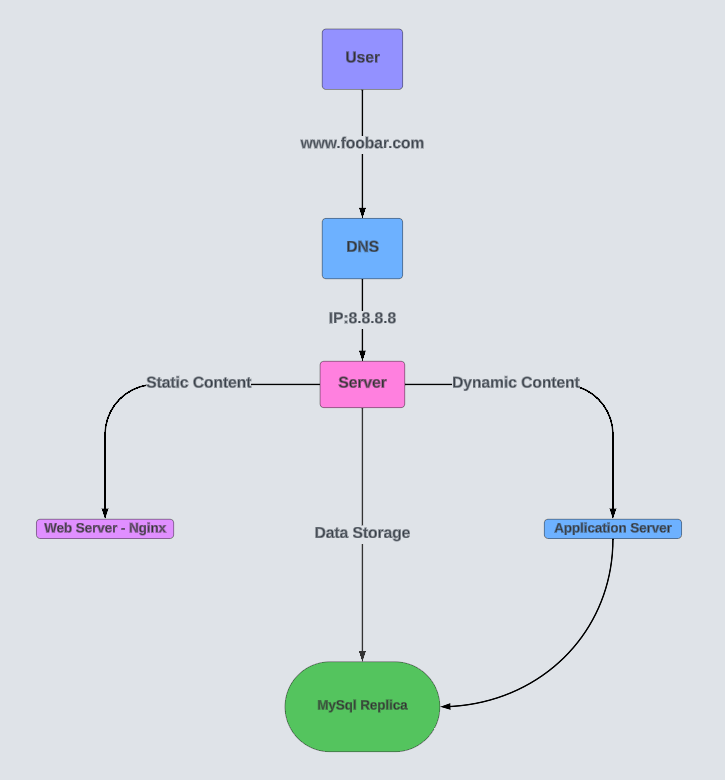 User
www.foobar.com
DNS
IP:8.8.8.8
Static Content
Server
Dynamic Content
Web Server - Nginx
Data Storage
Application Server
MySql Replica